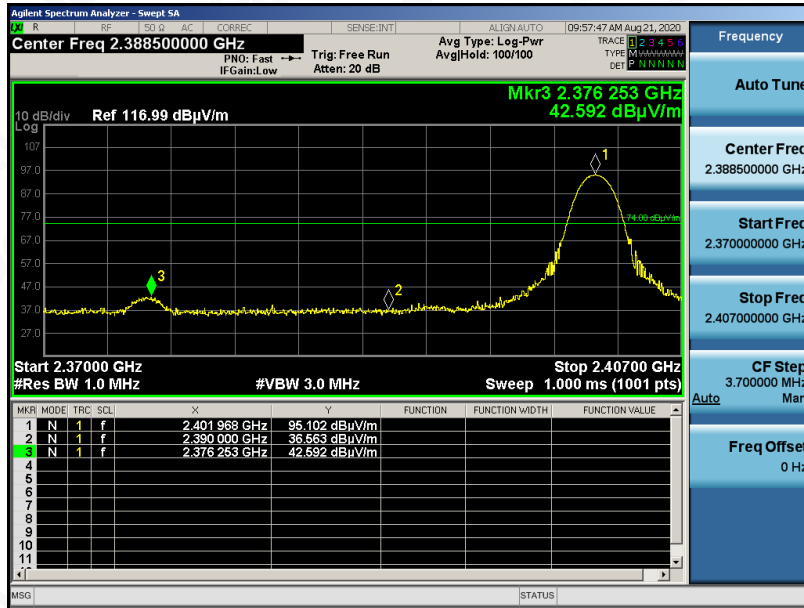 Agilent Spectrum Analyzer - Swept SA
LXI R RF 50 Ω AC CORREC SENSE:INT ALIGN AUTO 09:57:47 AM Aug 21, 2020
Center Freq 2.388500000 GHz
PNO: Fast
IFGain:Low
Trig: Free Run
Atten: 20 dB
Avg Type: Log-Pwr
Avg|Hold: 100/100
TRACE 1 2 3 4 5 6
TYPE M
DET P N N N N N
Mkr3 2.376 253 GHz
42.592 dBµV/m
10 dB/div Ref 116.99 dBµV/m
Log
107
97.0
87.0
77.0
67.0
57.0
47.0
37.0
27.0
1
74.00 dBµV/m
3
2
Start 2.37000 GHz Stop 2.40700 GHz
#Res BW 1.0 MHz #VBW 3.0 MHz Sweep 1.000 ms (1001 pts)
MKR MODE TRC SCL X Y FUNCTION FUNCTION WIDTH FUNCTION VALUE
1 N 1 f 2.401 968 GHz 95.102 dBµV/m
2 N 1 f 2.390 000 GHz 36.563 dBµV/m
3 N 1 f 2.376 253 GHz 42.592 dBµV/m
4
5
6
7
8
9
10
11
MSG STATUS
Frequency
Auto Tune
Center Freq
2.388500000 GHz
Start Freq
2.370000000 GHz
Stop Freq
2.407000000 GHz
CF Step
3.700000 MHz
Auto Man
Freq Offset
0 Hz